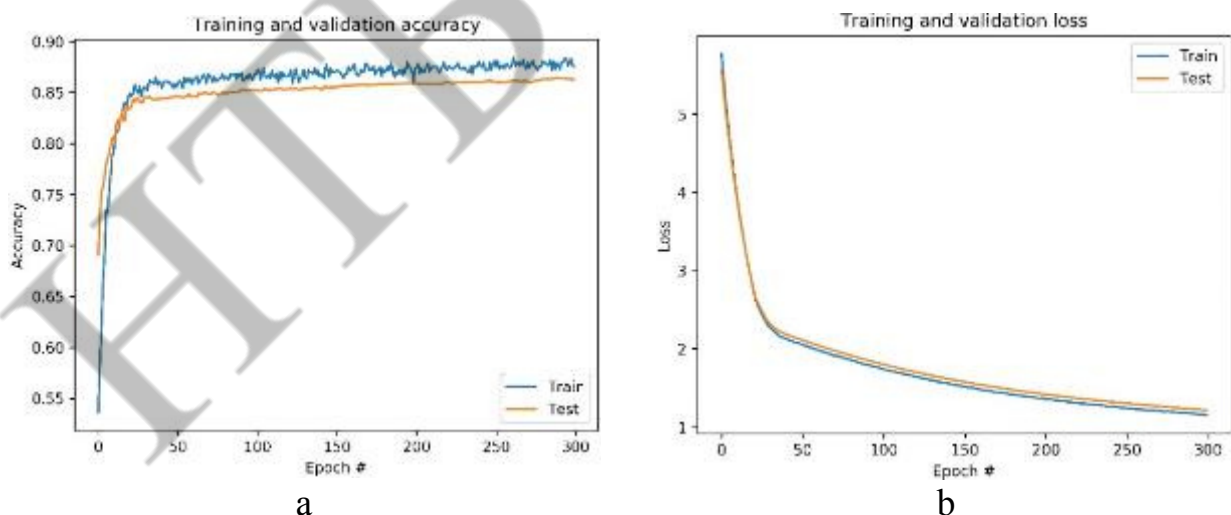 Training and validation accuracy
0.90
0.85
0.80
0.75
0.70
0.65
0.60
0.55
Accuracy
0 50 100 150 200 250 300
Epoch #
Train
Test
a
Training and validation loss
5
4
3
2
1
Loss
0 50 100 150 200 250 300
Epoch #
Train
Test
b
НТБ